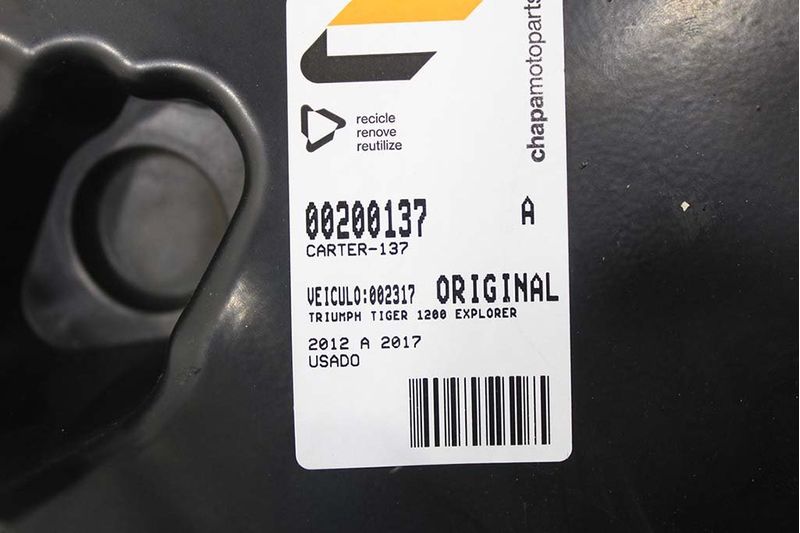 chapamotoparts
recicle
renove
reutilize
00200137 A
CARTER-137
VEICULO:002317 ORIGINAL
TRIUMPH TIGER 1200 EXPLORER
2012 A 2017
USADO